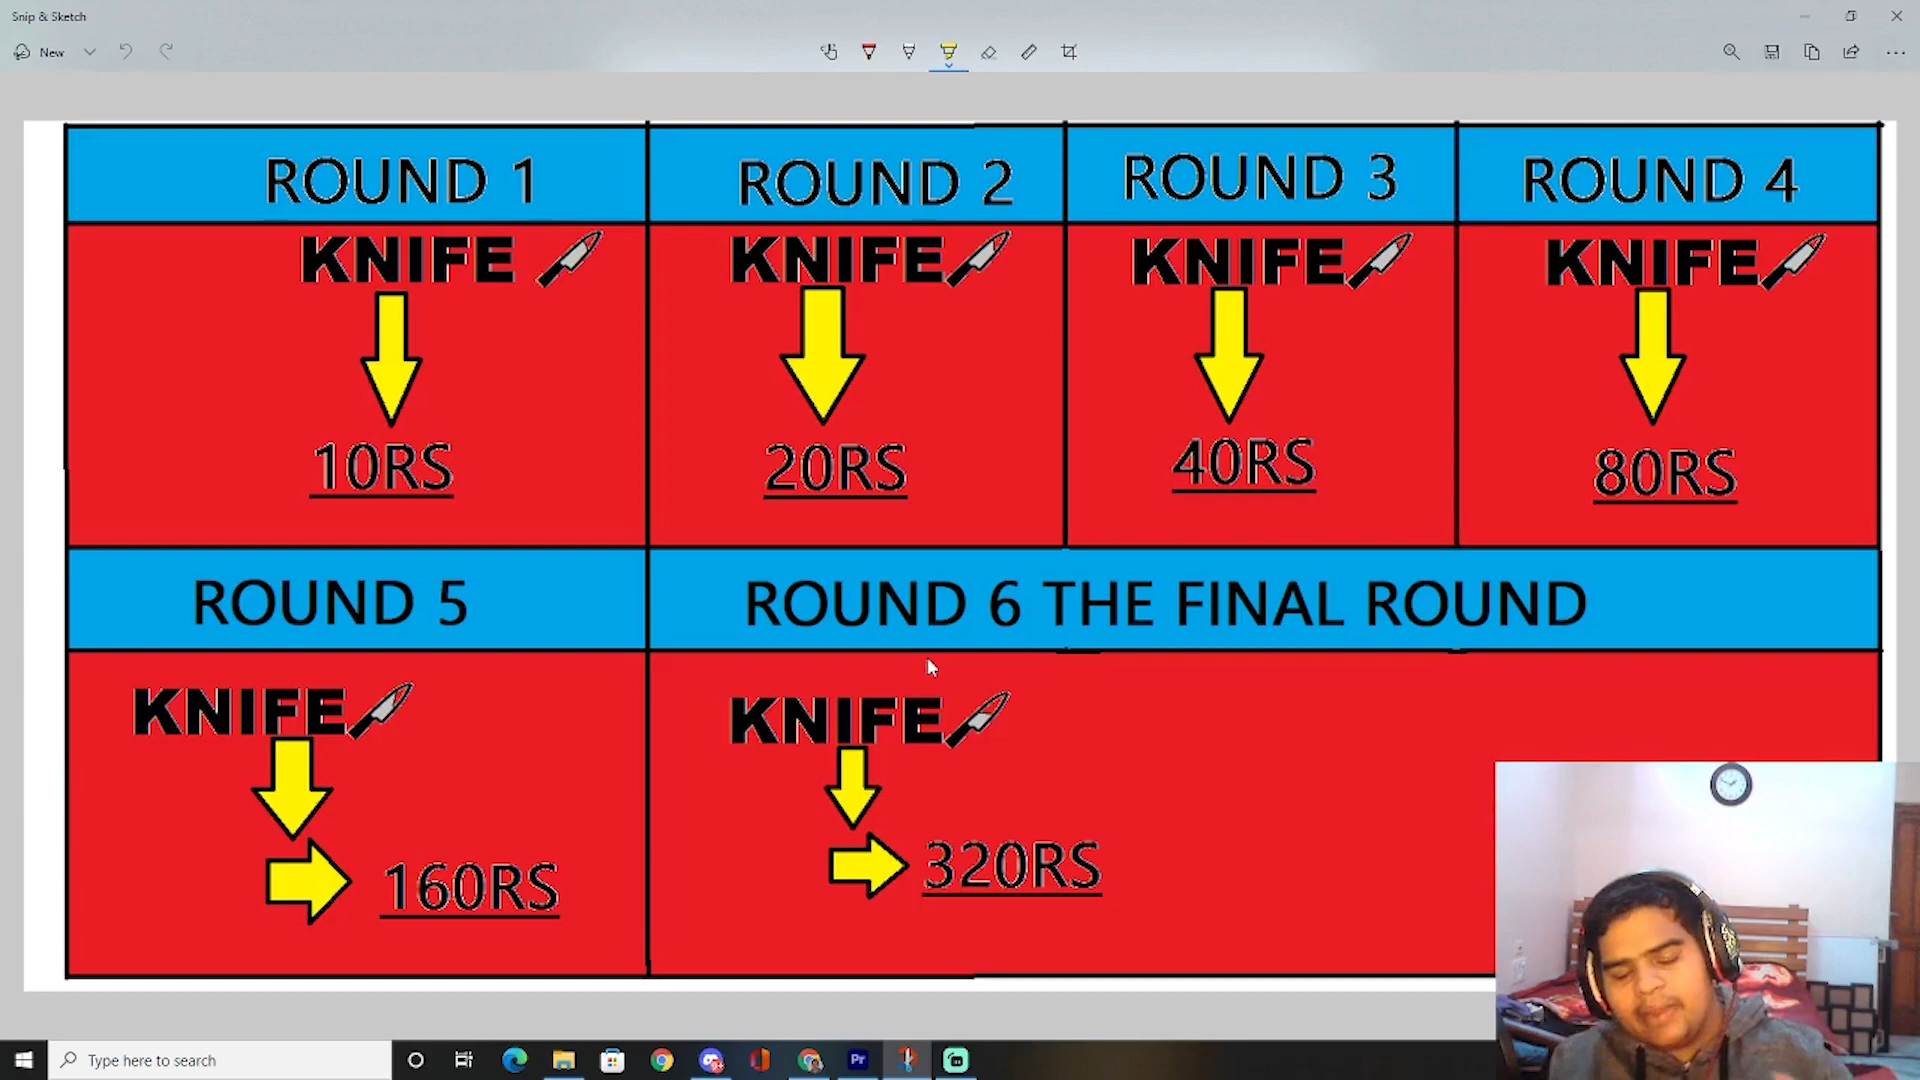 Snip & Sketch
New
ROUND 1
ROUND 2
ROUND 3
ROUND 4
KNIFE
KNIFE
KNIFE
KNIFE
10RS
20RS
40RS
80RS
ROUND 5
ROUND 6 THE FINAL ROUND
KNIFE
KNIFE
160RS
320RS
Type here to search
Pr